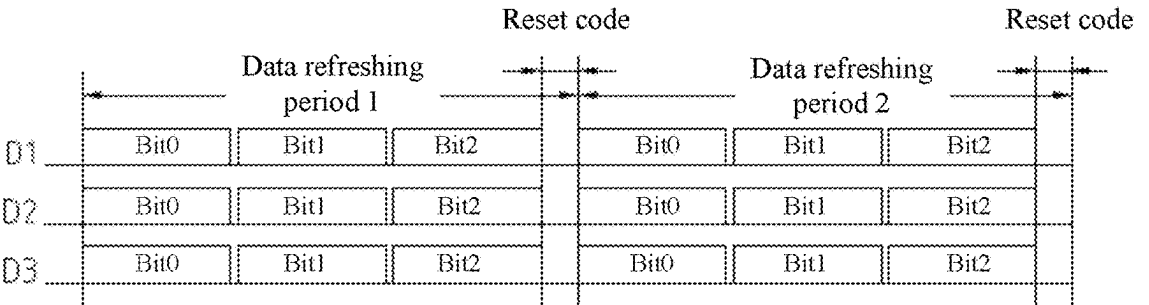 Reset code Reset code
Data refreshing period 1 Data refreshing period 2
D1 Bit0 Bit1 Bit2 Bit0 Bit1 Bit2
D2 Bit0 Bit1 Bit2 Bit0 Bit1 Bit2
D3 Bit0 Bit1 Bit2 Bit0 Bit1 Bit2